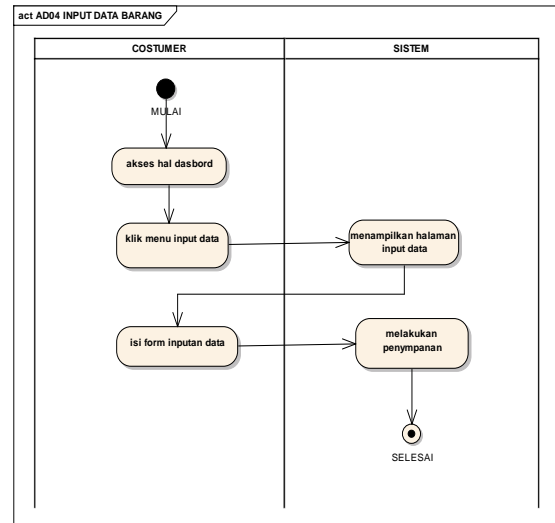 act AD04 INPUT DATA BARANG
COSTUMER
SISTEM
MULAI
akses hal dasbord
klik menu input data
menampilkan halaman
input data
isi form inputan data
melakukan
penympanan
SELESAI